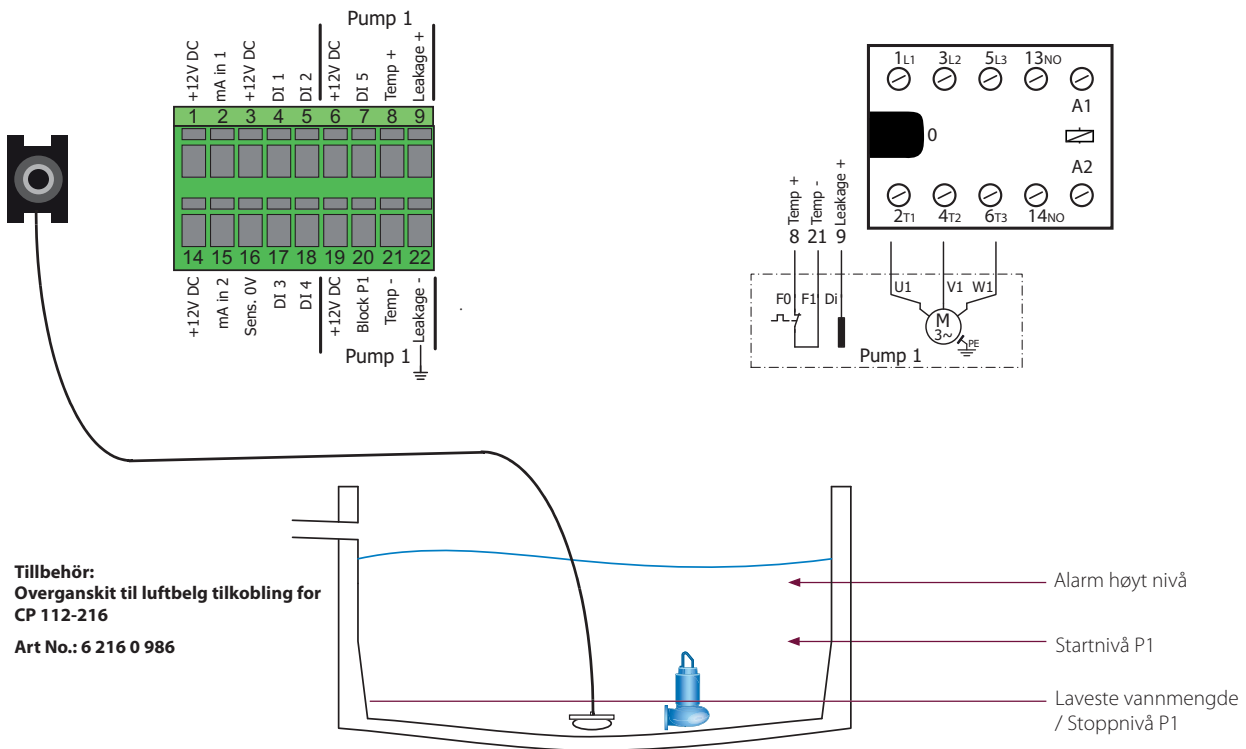 Pump 1
+12V DC
mA in 1
+12V DC
DI 1
DI 2
+12V DC
DI 5
Temp +
Leakage +
1 2 3 4 5 6 7 8 9
14 15 16 17 18 19 20 21 22
+12V DC
mA in 2
Sens. 0V
DI 3
DI 4
+12V DC
Block P1
Temp -
Leakage -
Pump 1
1L1 3L2 5L3 13NO
A1
0
A2
2T1 4T2 6T3 14NO
Temp +
Temp -
Leakage +
8 21 9
U1 V1 W1
F0 F1 Di
M
3~
PE
Pump 1
Tillbehör:
Overganskit til luftbelg tilkobling for
CP 112-216
Art No.: 6 216 0 986
Alarm høyt nivå
Startnivå P1
Laveste vannmengde
/ Stoppnivå P1